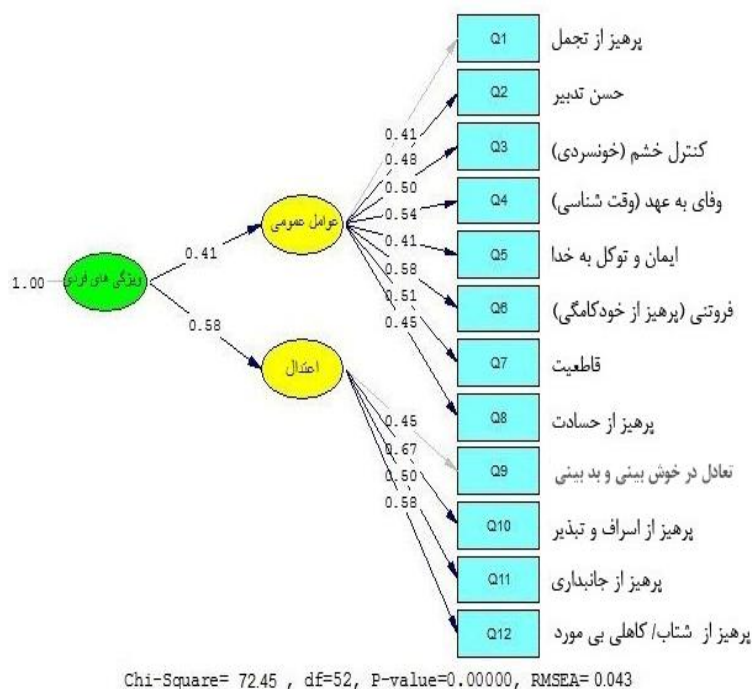 Q1 پرهیز از تجمل
Q2 حسن تدبیر
0.41
Q3 کنترل خشم (خونسردی)
0.48
0.50
Q4 وفای به عهد (وقت شناسی)
عوامل عمومی
0.54
0.41
Q5 ایمان و توکل به خدا
0.41
1.00
ویژگی های فردی
0.58
0.51
Q6 فروتنی (پرهیز از خودکامگی)
0.45
0.58
Q7 قاطعیت
اعتدال
Q8 پرهیز از حسادت
0.45
0.67
Q9 تعادل در خوش بینی و بد بینی
0.50
0.58
Q10 پرهیز از اسراف و تبذیر
Q11 پرهیز از جانبداری
Q12 پرهیز از شتاب/ کاهلی بی مورد
Chi-Square= 72.45 , df=52, P-value=0.00000, RMSEA= 0.043